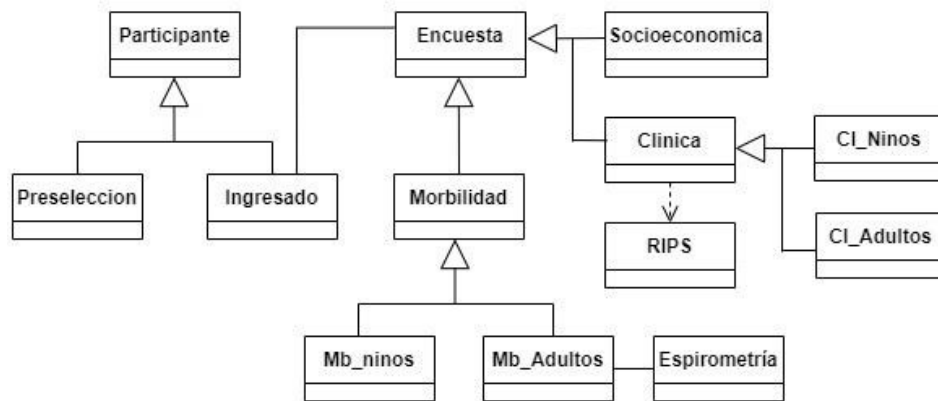 Participante
Encuesta
Socioeconomica
Clinica
Cl_Ninos
Preseleccion
Ingresado
Morbilidad
RIPS
Cl_Adultos
Mb_ninos
Mb_Adultos
Espirometría